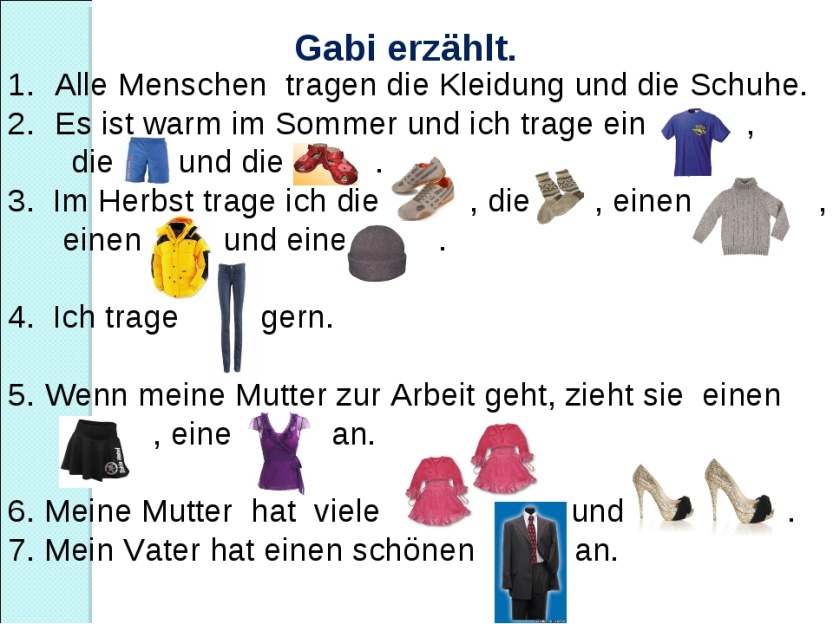 Gabi erzählt.
1. Alle Menschen tragen die Kleidung und die Schuhe.
2. Es ist warm im Sommer und ich trage ein ,
die und die .
3. Im Herbst trage ich die , die , einen ,
einen und eine .
4. Ich trage gern.
5. Wenn meine Mutter zur Arbeit geht, zieht sie einen
, eine an.
6. Meine Mutter hat viele und .
7. Mein Vater hat einen schönen an.